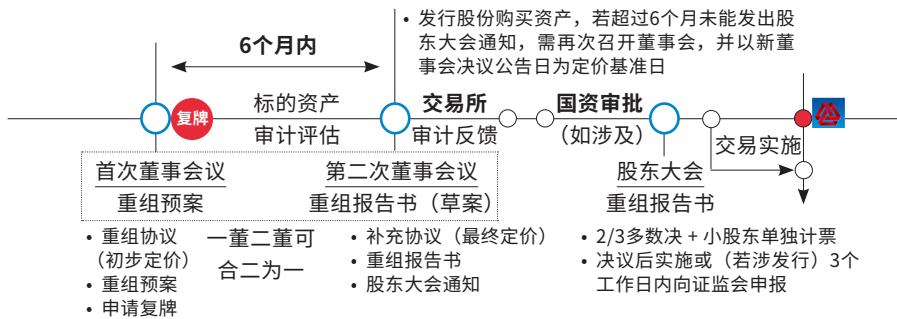 • 发行股份购买资产，若超过6个月未能发出股
东大会通知，需再次召开董事会，并以新董
事会决议公告日为定价基准日
6个月内
复牌
标的资产
审计评估
交易所
审计反馈
国资审批
（如涉及）
交易实施
首次董事会议
重组预案
第二次董事会议
重组报告书（草案）
股东大会
重组报告书
• 重组协议
（初步定价）
• 重组预案
• 申请复牌
一董二董可
合二为一
• 补充协议（最终定价）
• 重组报告书
• 股东大会通知
• 2/3多数决 + 小股东单独计票
• 决议后实施或（若涉发行）3个
工作日内向证监会申报